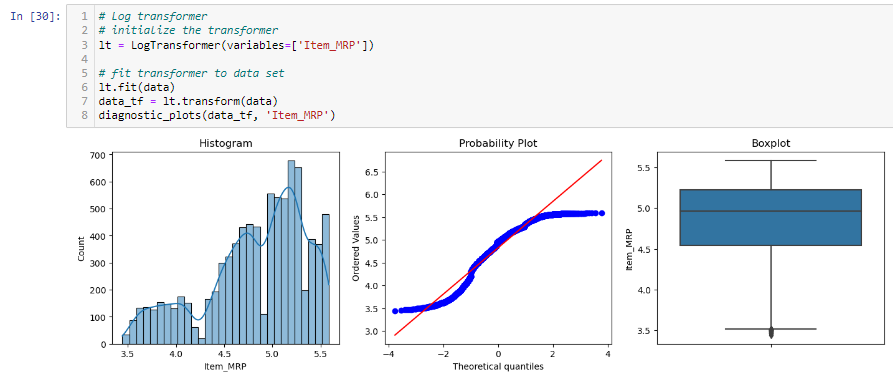 In [30]:
1 # Log transformer
2 # initialize the transformer
3 lt = LogTransformer(variables=['Item_MRP'])
4
5 # fit transformer to data set
6 lt.fit(data)
7 data_tf = lt.transform(data)
8 diagnostic_plots(data_tf, 'Item_MRP')
Histogram
700
600
500
400
300
200
100
0
Count
3.5 4.0 4.5 5.0 5.5
Item_MRP
Probability Plot
6.5
6.0
5.5
5.0
4.5
4.0
3.5
3.0
Ordered Values
−4 −2 0 2 4
Theoretical quantiles
Boxplot
5.5
5.0
4.5
4.0
3.5
Item_MRP